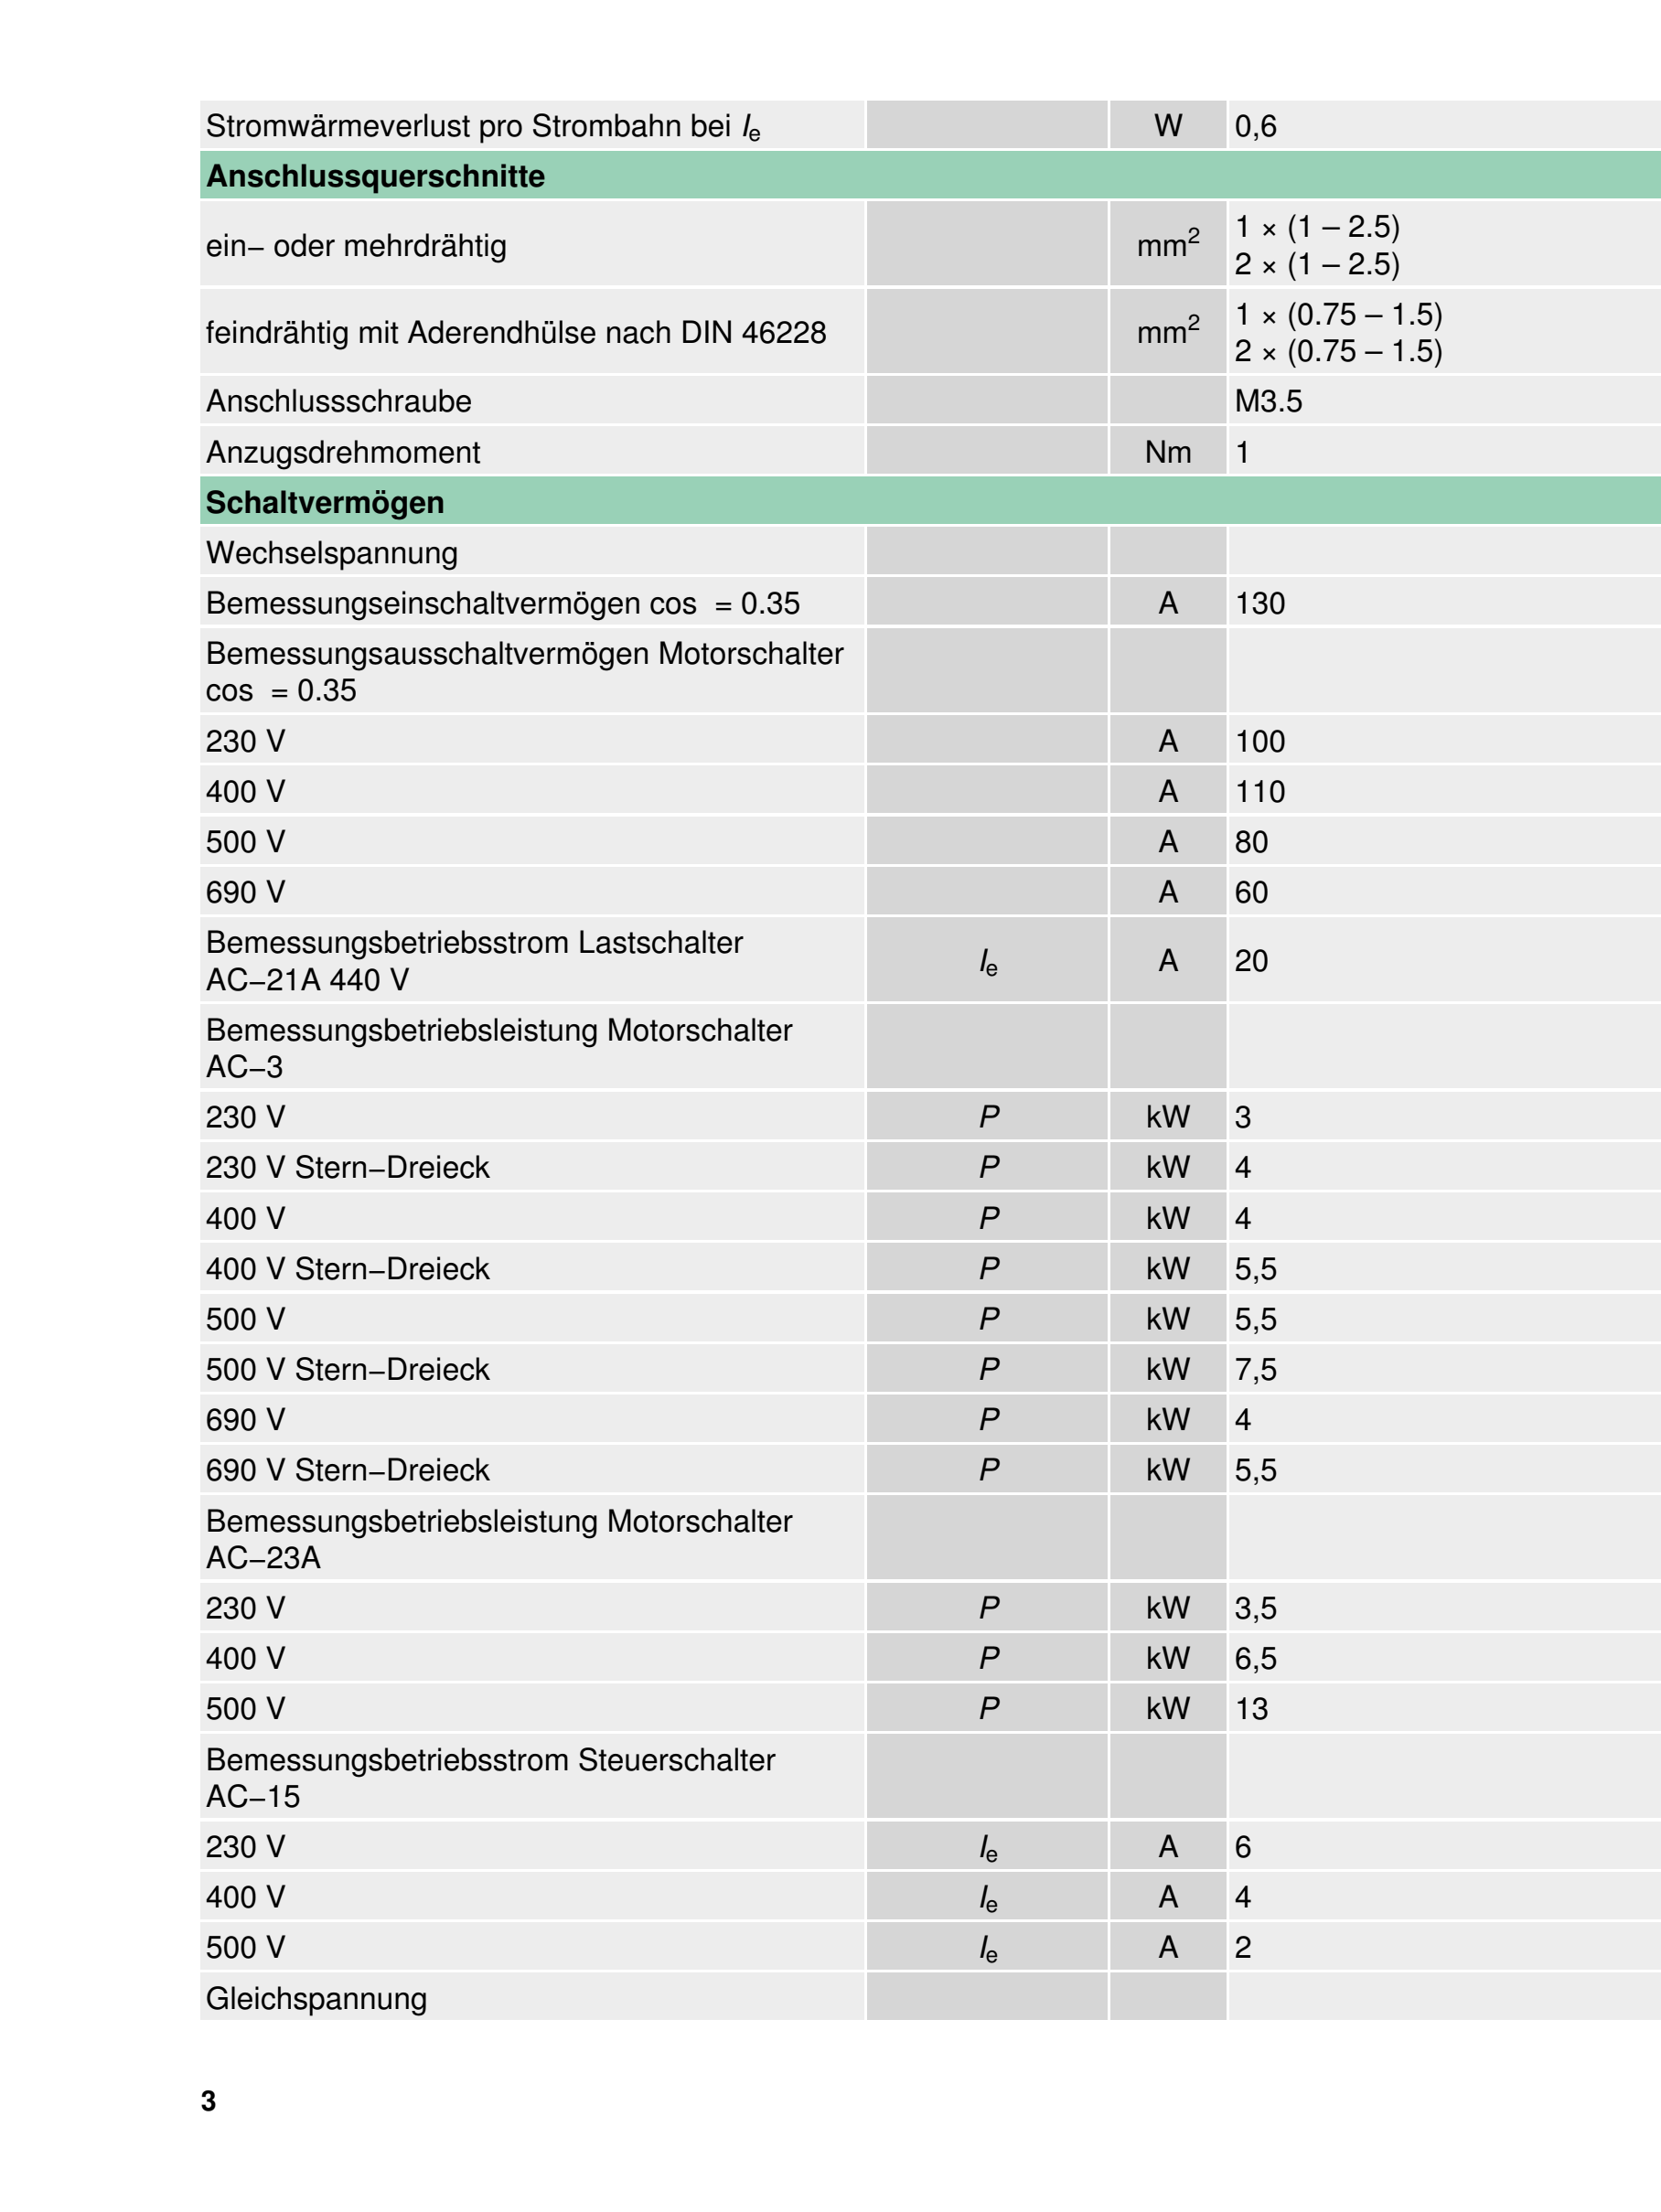 Stromwärmeverlust pro Strombahn bei Ie W 0,6
Anschlussquerschnitte
ein− oder mehrdrähtig mm2 1 × (1 – 2.5)
2 × (1 – 2.5)
feindrähtig mit Aderendhülse nach DIN 46228 mm2 1 × (0.75 – 1.5)
2 × (0.75 – 1.5)
Anschlussschraube M3.5
Anzugsdrehmoment Nm 1
Schaltvermögen
Wechselspannung
Bemessungseinschaltvermögen cos = 0.35 A 130
Bemessungsausschaltvermögen Motorschalter
cos = 0.35
230 V A 100
400 V A 110
500 V A 80
690 V A 60
Bemessungsbetriebsstrom Lastschalter
AC−21A 440 V Ie A 20
Bemessungsbetriebsleistung Motorschalter
AC−3
230 V P kW 3
230 V Stern−Dreieck P kW 4
400 V P kW 4
400 V Stern−Dreieck P kW 5,5
500 V P kW 5,5
500 V Stern−Dreieck P kW 7,5
690 V P kW 4
690 V Stern−Dreieck P kW 5,5
Bemessungsbetriebsleistung Motorschalter
AC−23A
230 V P kW 3,5
400 V P kW 6,5
500 V P kW 13
Bemessungsbetriebsstrom Steuerschalter
AC−15
230 V Ie A 6
400 V Ie A 4
500 V Ie A 2
Gleichspannung
3